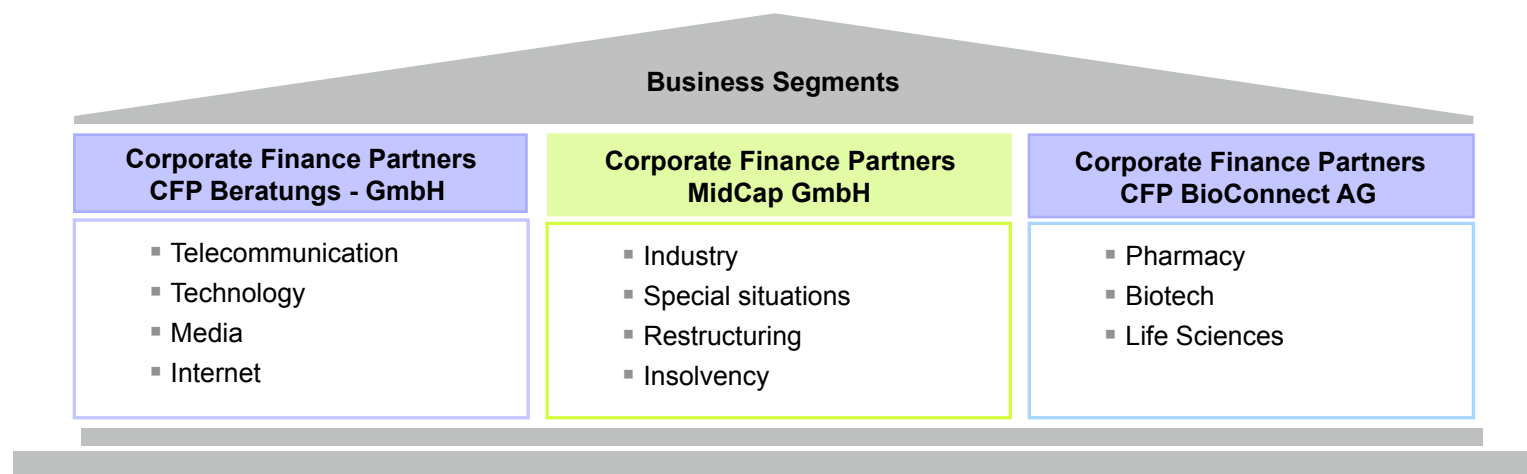 Business Segments
Corporate Finance Partners
CFP Beratungs - GmbH
Telecommunication
Technology
Media
Internet
Corporate Finance Partners
MidCap GmbH
Industry
Special situations
Restructuring
Insolvency
Corporate Finance Partners
CFP BioConnect AG
Pharmacy
Biotech
Life Sciences